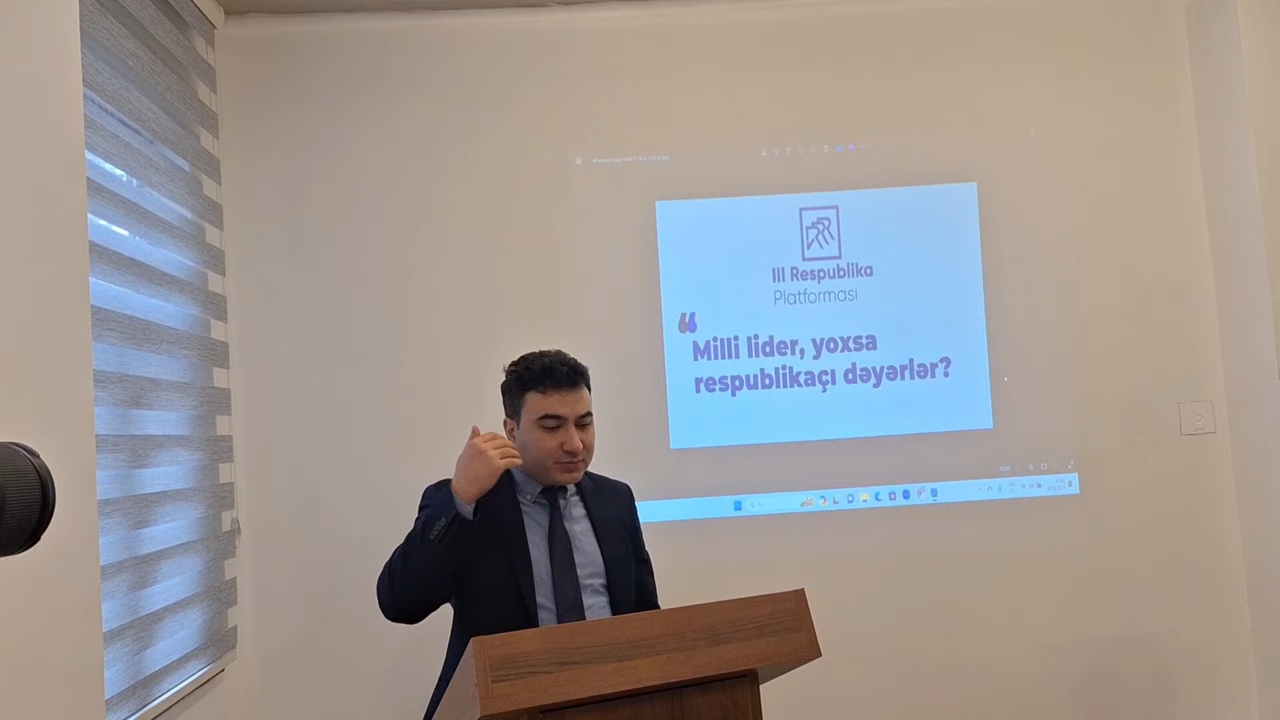 III Respublika
Platforması
Milli lider, yoxsa
respublikaçı dəyərlər?